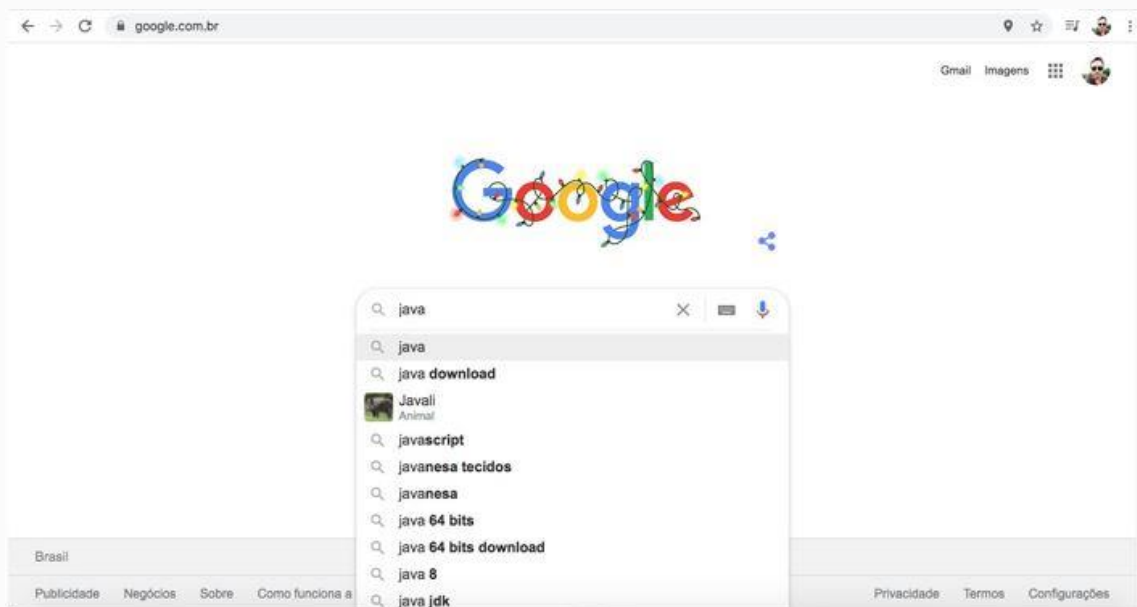 google.com.br
Gmail Imagens
Google
java
java
java download
Javali
Animal
javascript
javanesa tecidos
javanesa
java 64 bits
java 64 bits download
java 8
java jdk
Brasil
Publicidade Negócios Sobre Como funciona a Privacidade Termos Configurações